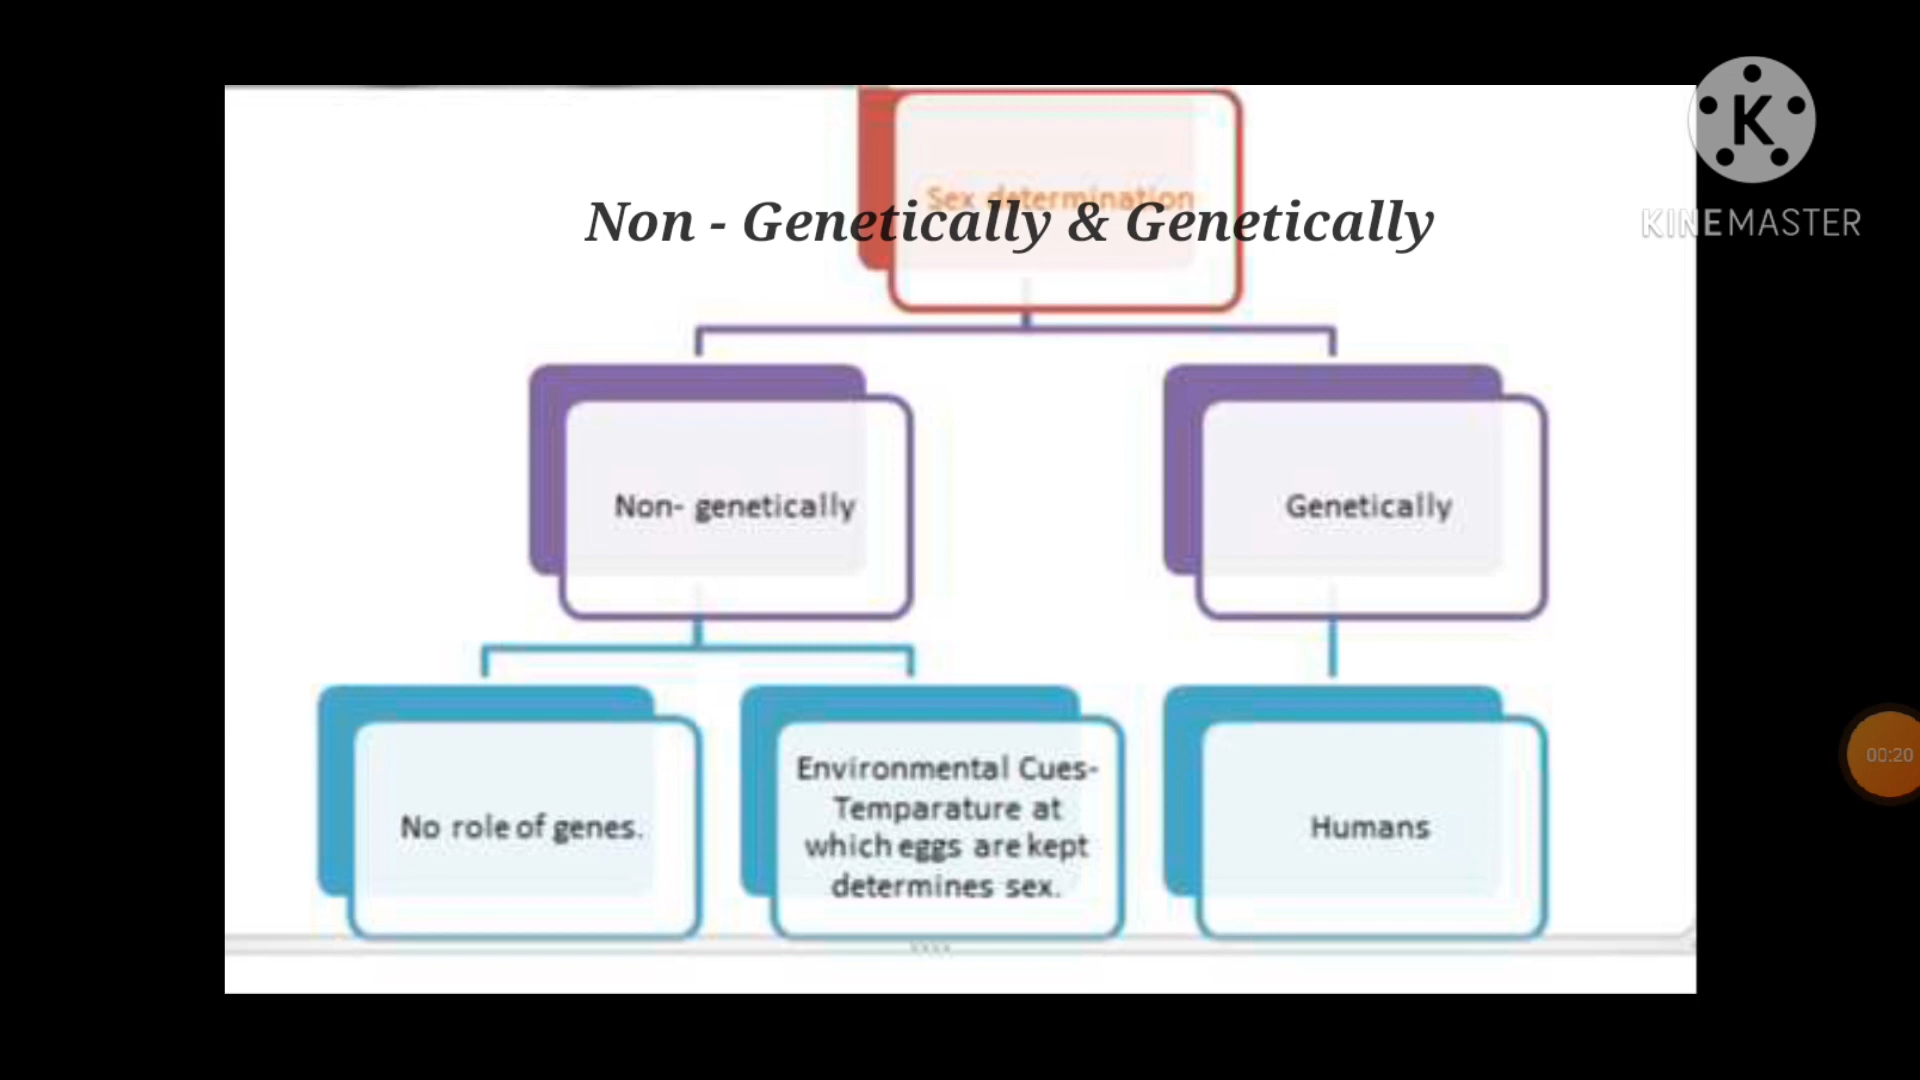 K
KINEMASTER
Sex determination
Non - Genetically & Genetically
Non- genetically
Genetically
No role of genes.
Environmental Cues-
Temparature at
which eggs are kept
determines sex.
Humans
00:20